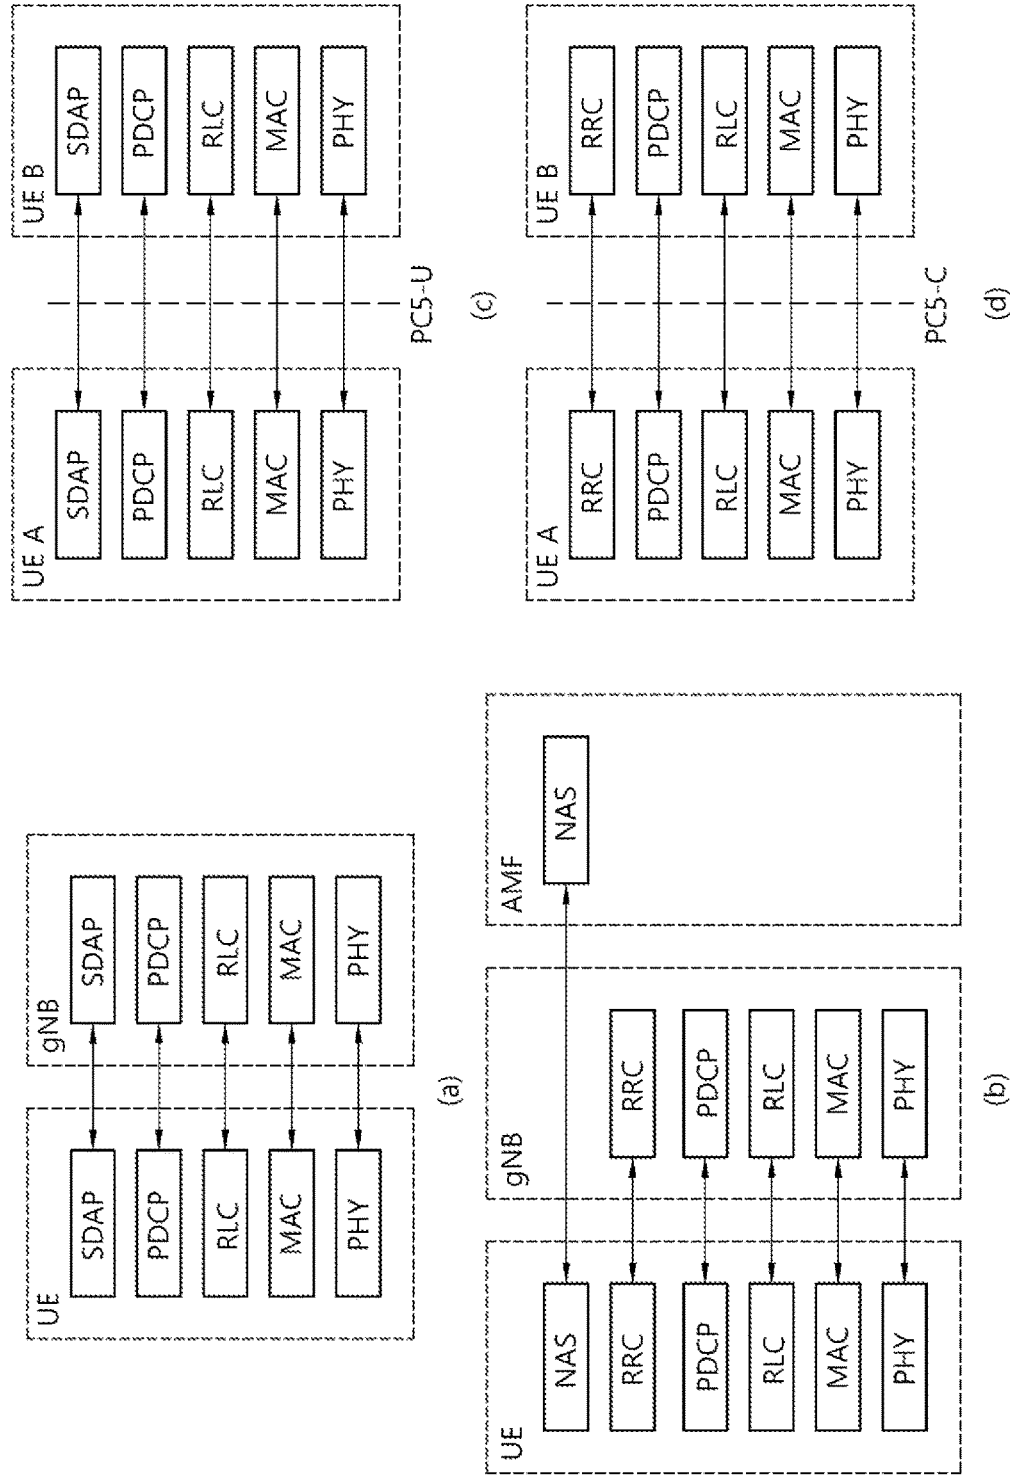 UE
gNB
SDAP
SDAP
PDCP
PDCP
RLC
RLC
MAC
MAC
PHY
PHY
(a)
UE
gNB
AMF
NAS
NAS
RRC
RRC
PDCP
PDCP
RLC
RLC
MAC
MAC
PHY
PHY
(b)
UE A
UE B
SDAP
SDAP
PDCP
PDCP
RLC
RLC
MAC
MAC
PHY
PHY
PC5-U
(c)
UE A
UE B
RRC
RRC
PDCP
PDCP
RLC
RLC
MAC
MAC
PHY
PHY
PC5-C
(d)